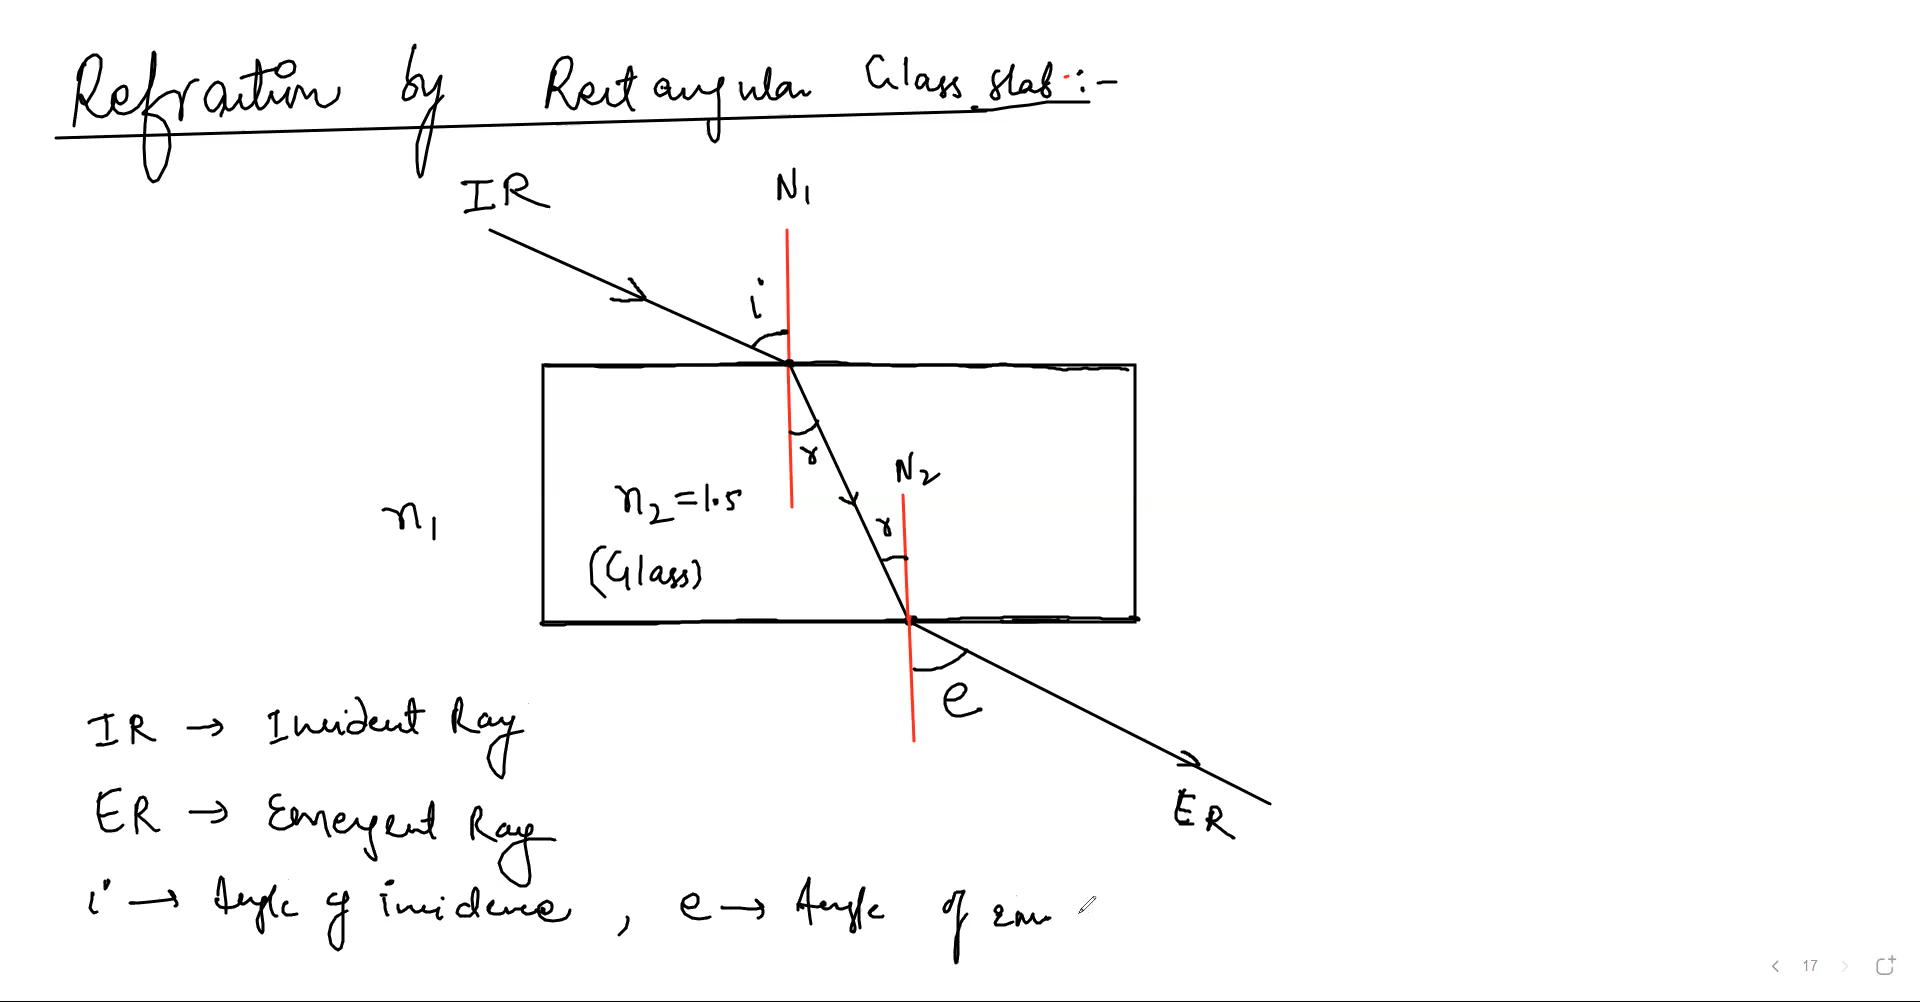 Refraction by Rectangular Glass slab :-
IR
N1
i
r
N2
n2 = 1.5
r
n1
(Glass)
e
IR → Incident Ray
ER → Emergent Ray
ER
i → Angle of incidence , e → Angle of em
17